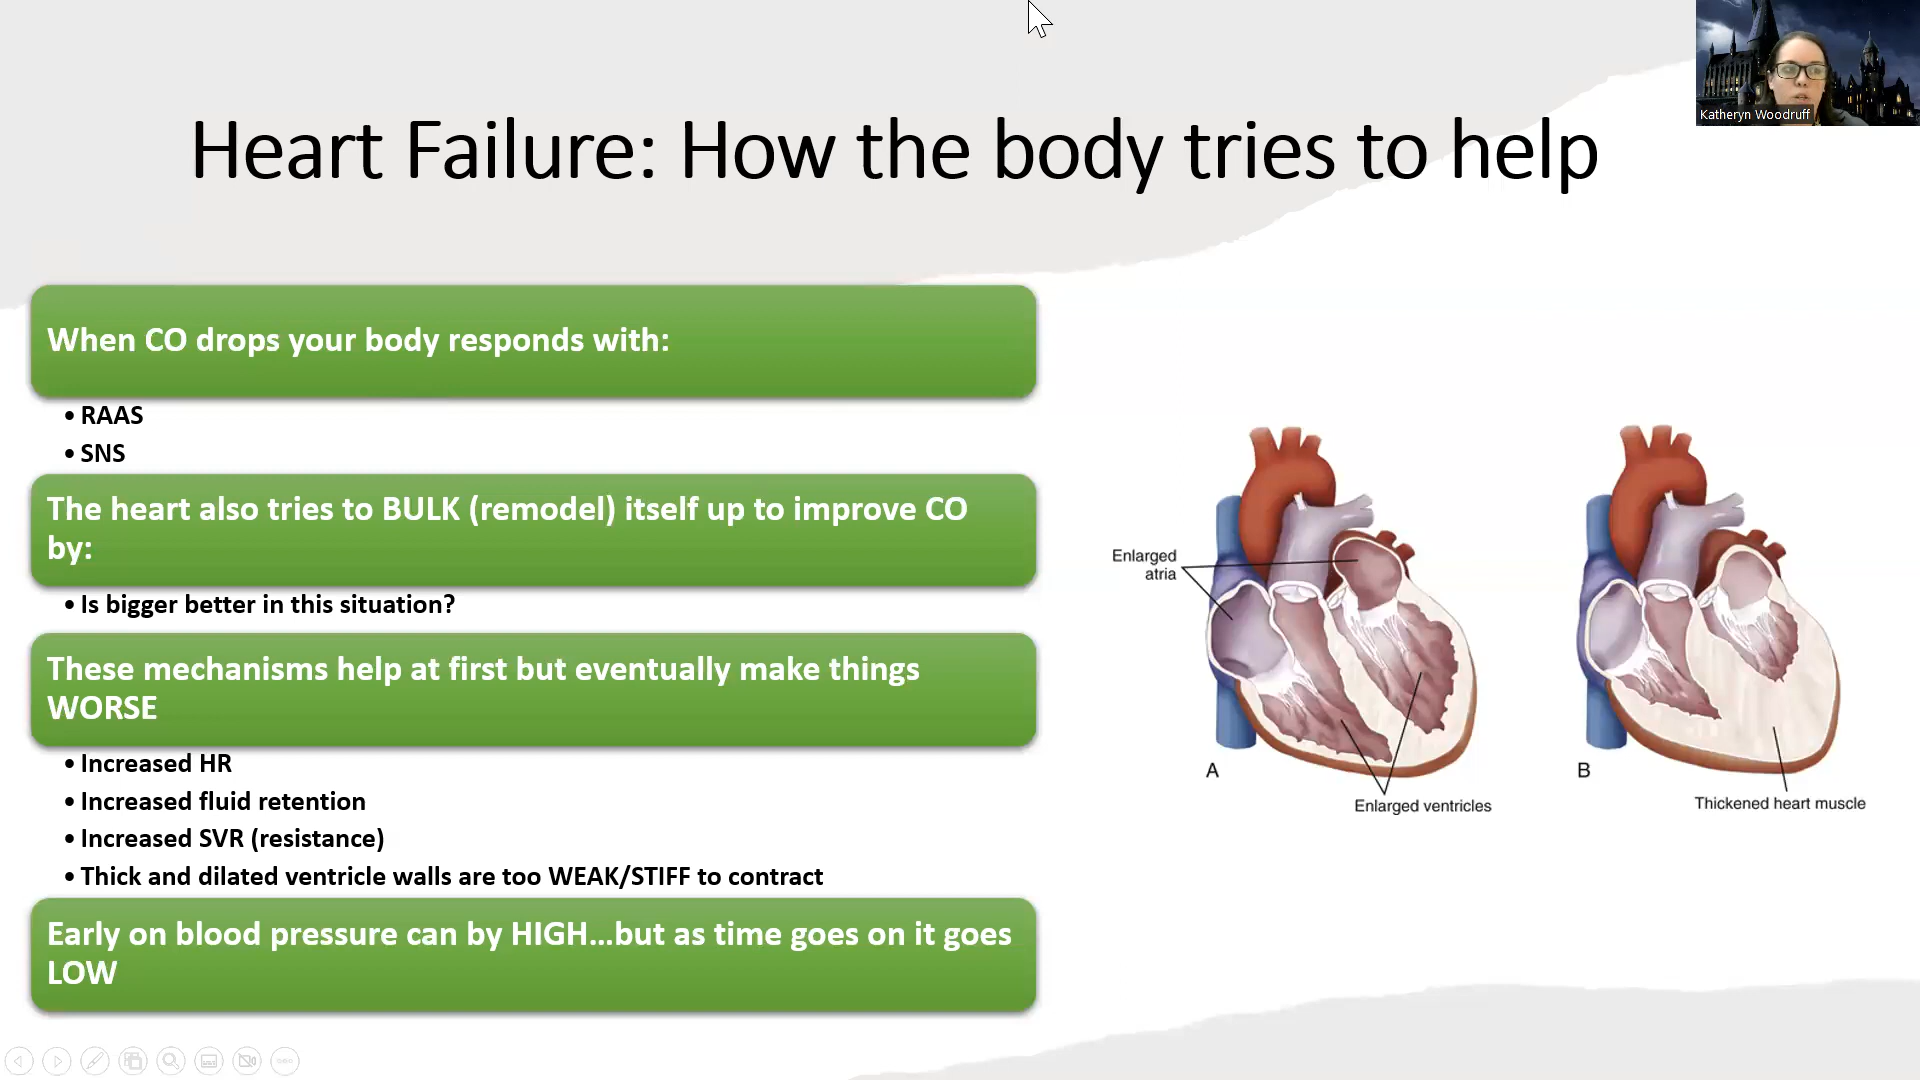 Katheryn Woodruff
Heart Failure: How the body tries to help
When CO drops your body responds with:
• RAAS
• SNS
The heart also tries to BULK (remodel) itself up to improve CO
by:
• Is bigger better in this situation?
These mechanisms help at first but eventually make things
WORSE
• Increased HR
• Increased fluid retention
• Increased SVR (resistance)
• Thick and dilated ventricle walls are too WEAK/STIFF to contract
Early on blood pressure can by HIGH...but as time goes on it goes
LOW
Enlarged
atria
A
Enlarged ventricles
B
Thickened heart muscle